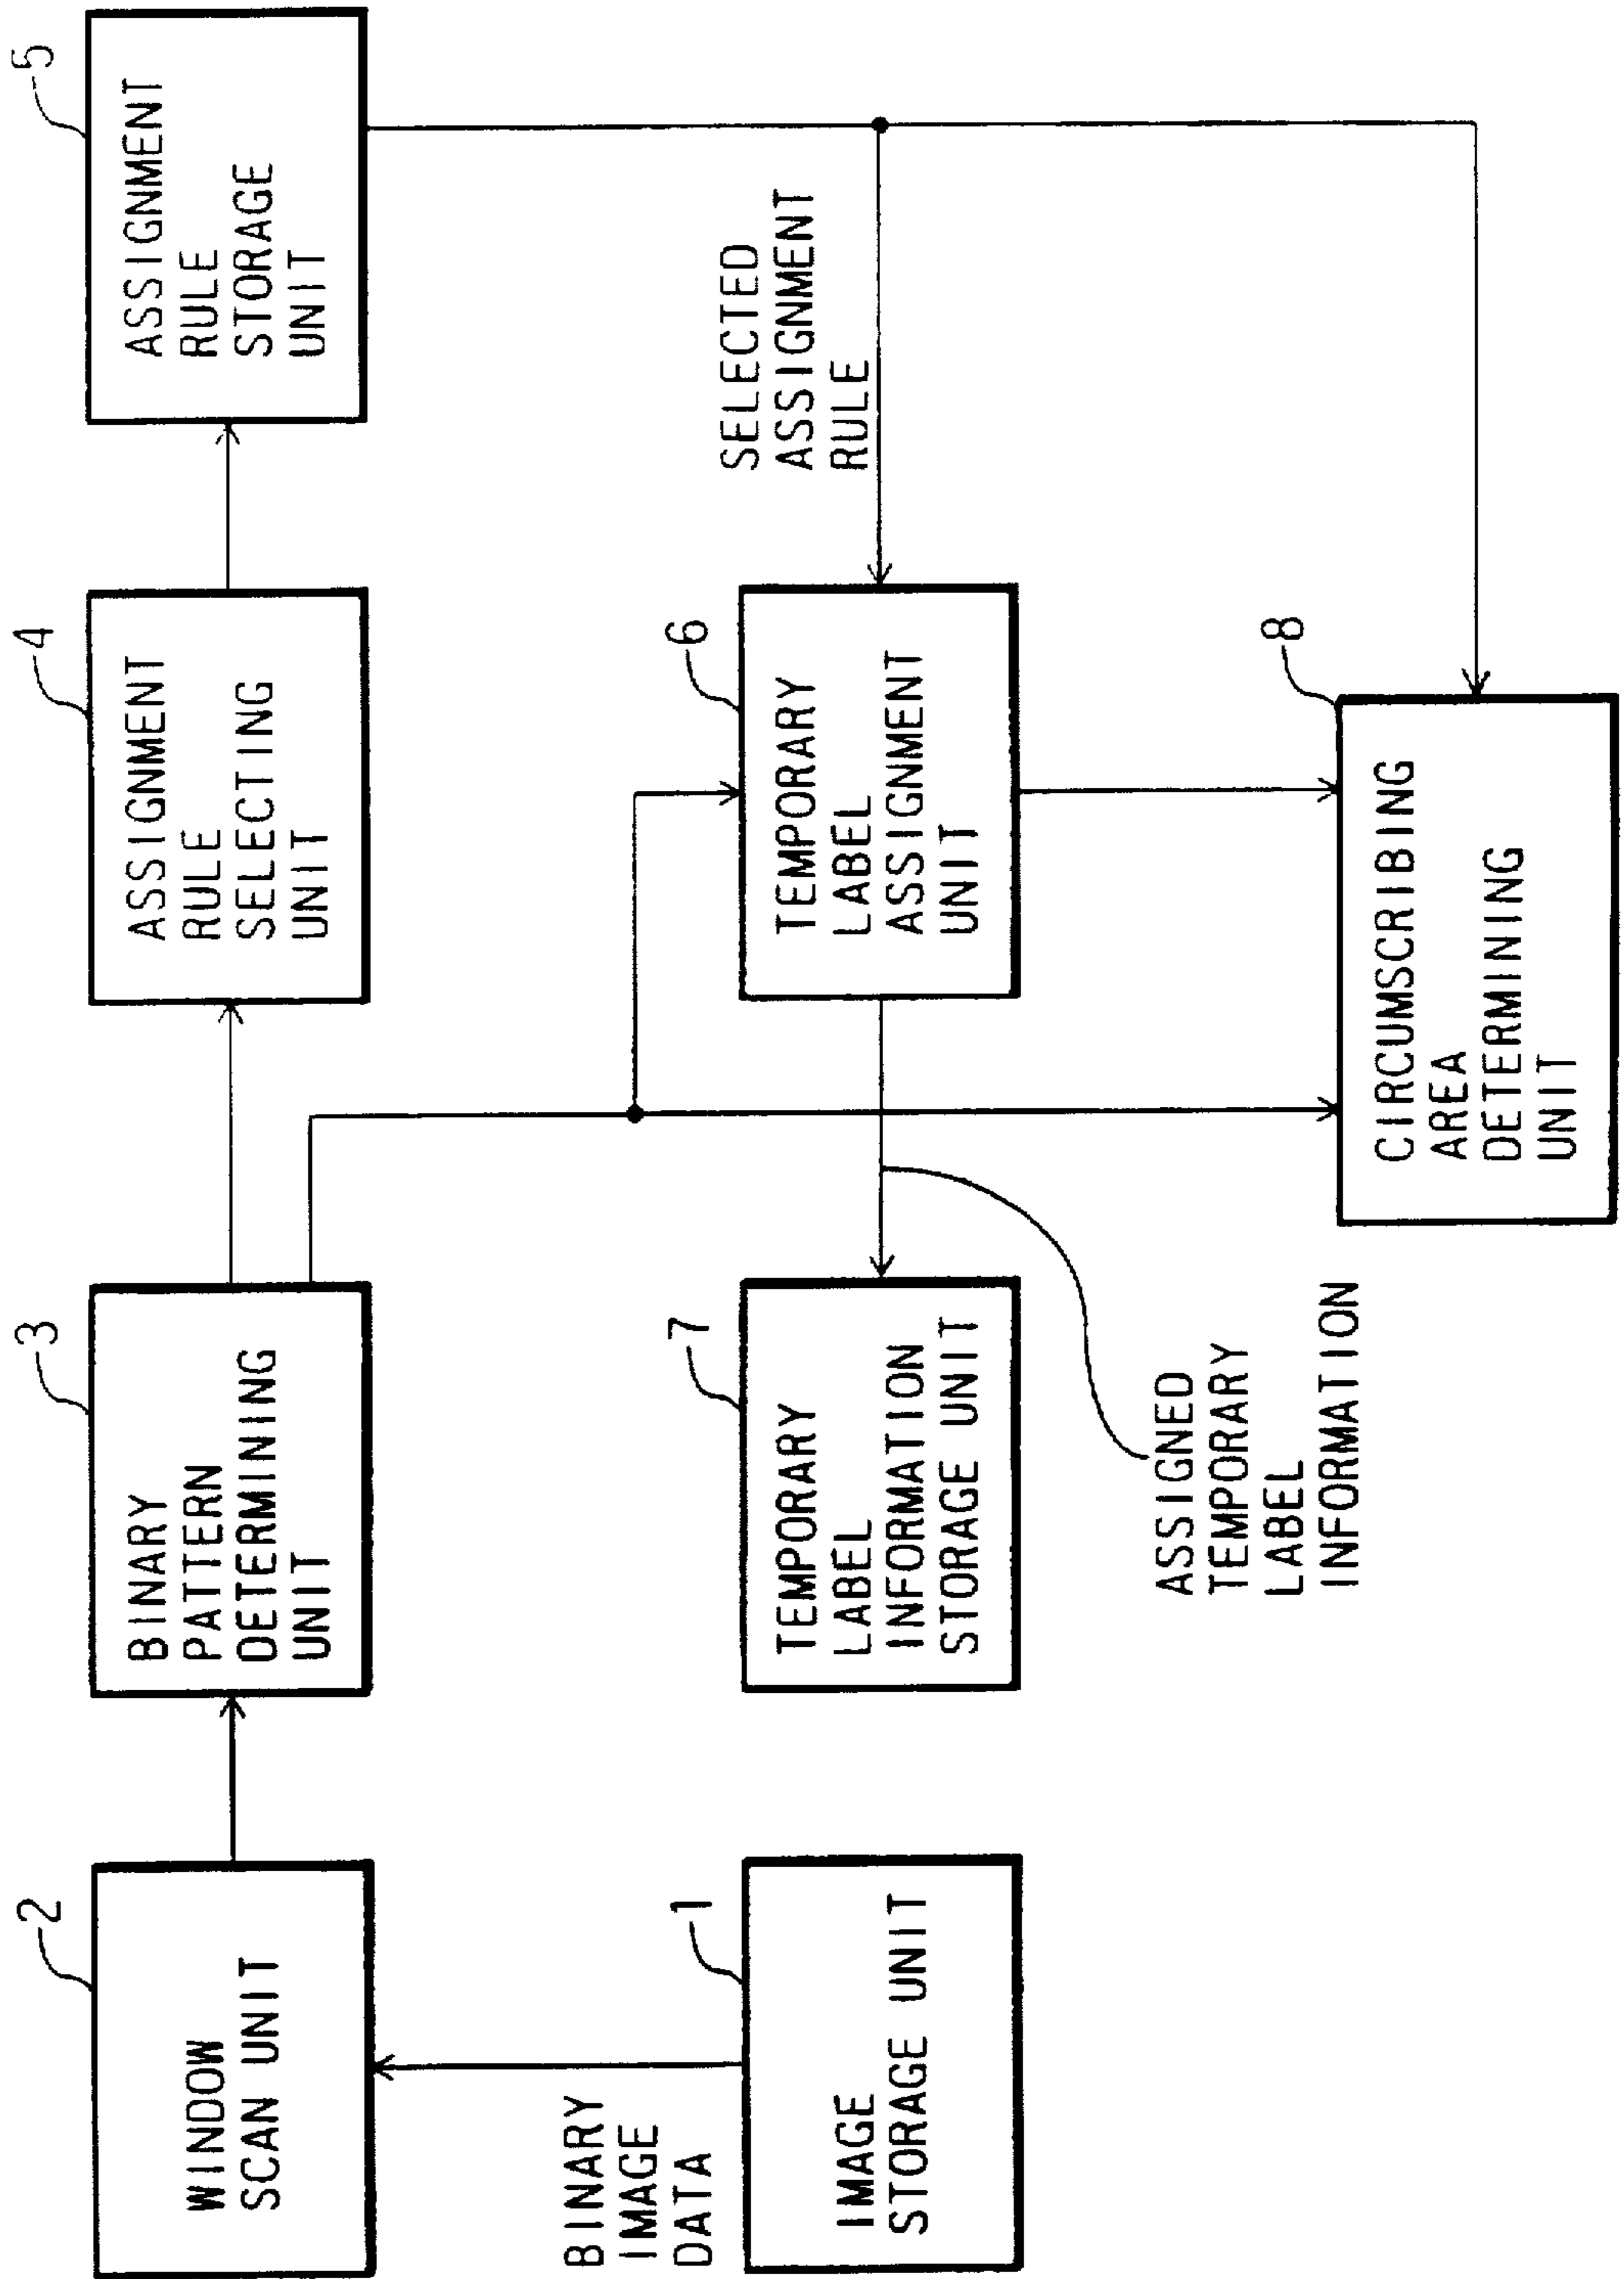 2
WINDOW
SCAN UNIT
3
BINARY
PATTERN
DETERMINING
UNIT
4
ASSIGNMENT
RULE
SELECTING
UNIT
5
ASSIGNMENT
RULE
STORAGE
UNIT
BINARY
IMAGE
DATA
1
IMAGE
STORAGE UNIT
7
TEMPORARY
LABEL
INFORMATION
STORAGE UNIT
6
TEMPORARY
LABEL
ASSIGNMENT
UNIT
SELECTED
ASSIGNMENT
RULE
ASSIGNED
TEMPORARY
LABEL
INFORMATION
8
CIRCUMSCRIBING
AREA
DETERMINING
UNIT